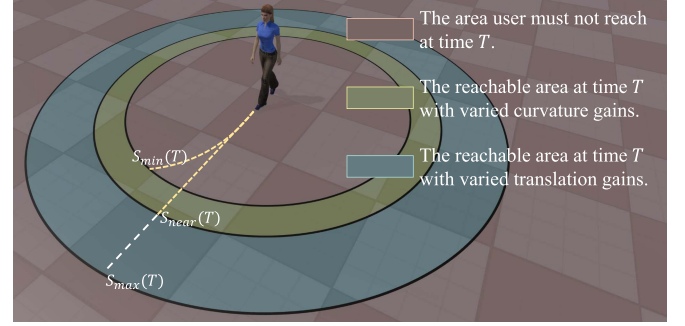 The area user must not reach
at time T.
The reachable area at time T
with varied curvature gains.
The reachable area at time T
with varied translation gains.
S_min(T)
S_near(T)
S_max(T)